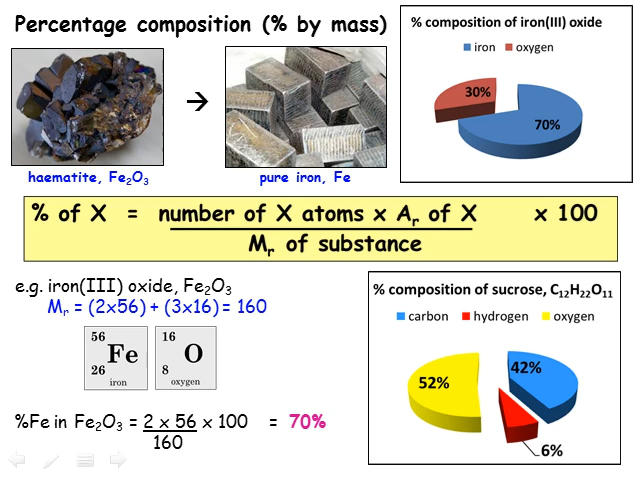 Percentage composition (% by mass)
haematite, Fe₂O₃
→
pure iron, Fe
% composition of iron(III) oxide
iron oxygen
30%
70%
% of X = number of X atoms x Aᵣ of X x 100
Mᵣ of substance
e.g. iron(III) oxide, Fe₂O₃
Mᵣ = (2x56) + (3x16) = 160
56
Fe
26
iron
16
O
8
oxygen
%Fe in Fe₂O₃ = 2 x 56 x 100 = 70%
160
% composition of sucrose, C₁₂H₂₂O₁₁
carbon hydrogen oxygen
52%
42%
6%